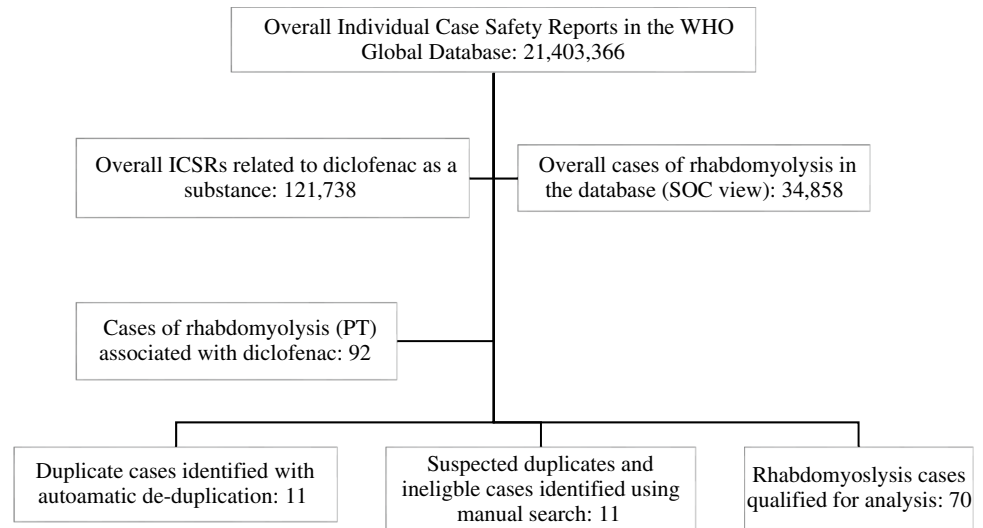 Overall Individual Case Safety Reports in the WHO
Global Database: 21,403,366
Overall ICSRs related to diclofenac as a
substance: 121,738
Overall cases of rhabdomyolysis in
the database (SOC view): 34,858
Cases of rhabdomyolysis (PT)
associated with diclofenac: 92
Duplicate cases identified with
autoamatic de-duplication: 11
Suspected duplicates and
ineligble cases identified using
manual search: 11
Rhabdomyoslysis cases
qualified for analysis: 70